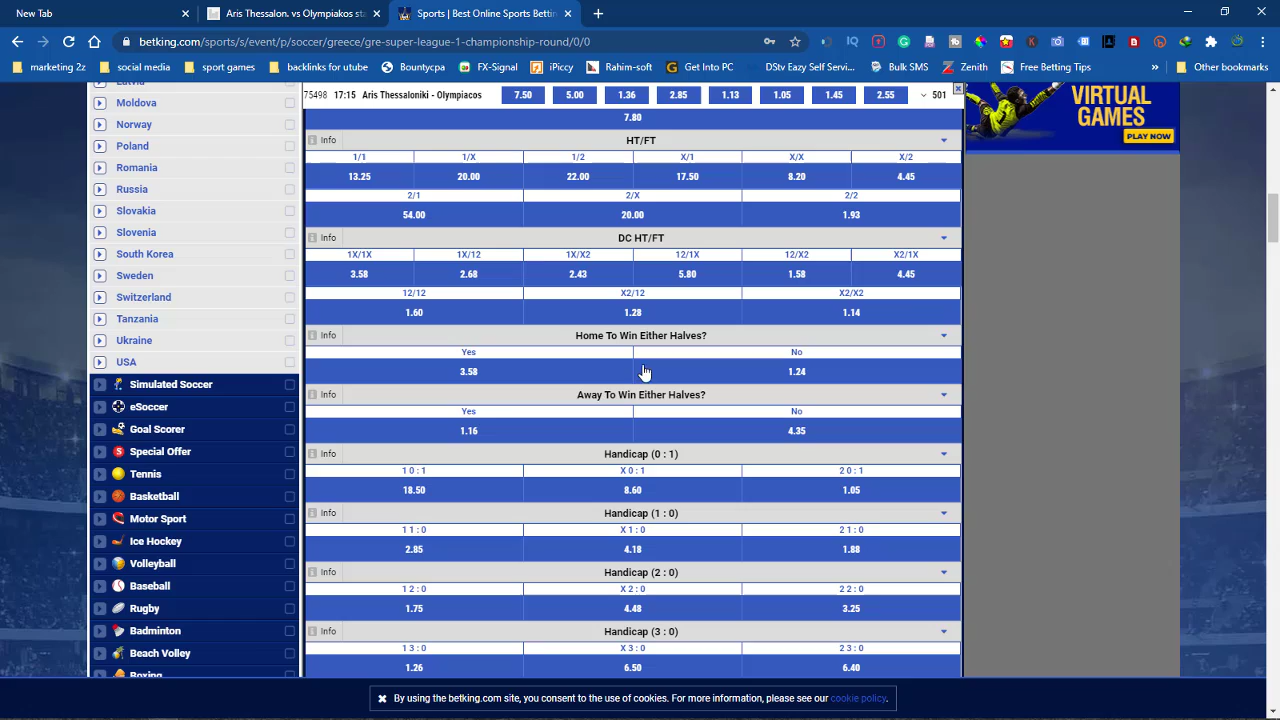 New Tab
Aris Thessalon. vs Olympiakos sta
Sports | Best Online Sports Bettin
betking.com/sports/s/event/p/soccer/greece/gre-super-league-1-championship-round/0/0
marketing 2z social media sport games backlinks for utube Bountycpa FX-Signal iPiccy Rahim-soft Get Into PC DStv Eazy Self Servi... Bulk SMS Zenith Free Betting Tips » Other bookmarks
Latvia
Moldova
Norway
Poland
Romania
Russia
Slovakia
Slovenia
South Korea
Sweden
Switzerland
Tanzania
Ukraine
USA
Simulated Soccer
eSoccer
Goal Scorer
Special Offer
Tennis
Basketball
Motor Sport
Ice Hockey
Volleyball
Baseball
Rugby
Badminton
Beach Volley
Boxing
75498 17:15 Aris Thessaloniki - Olympiacos 7.50 5.00 1.36 2.85 1.13 1.05 1.45 2.55 501
7.80
Info HT/FT
1/1 1/X 1/2 X/1 X/X X/2
13.25 20.00 22.00 17.50 8.20 4.45
2/1 2/X 2/2
54.00 20.00 1.93
Info DC HT/FT
1X/1X 1X/12 1X/X2 12/1X 12/X2 X2/1X
3.58 2.68 2.43 5.80 1.58 4.45
12/12 X2/12 X2/X2
1.60 1.28 1.14
Info Home To Win Either Halves?
Yes No
3.58 1.24
Info Away To Win Either Halves?
Yes No
1.16 4.35
Info Handicap (0 : 1)
1 0 : 1 X 0 : 1 2 0 : 1
18.50 8.60 1.05
Info Handicap (1 : 0)
1 1 : 0 X 1 : 0 2 1 : 0
2.85 4.18 1.88
Info Handicap (2 : 0)
1 2 : 0 X 2 : 0 2 2 : 0
1.75 4.48 3.25
Info Handicap (3 : 0)
1 3 : 0 X 3 : 0 2 3 : 0
1.26 6.50 6.40
VIRTUAL
GAMES
PLAY NOW
By using the betking.com site, you consent to the use of cookies. For more information, please see our cookie policy.